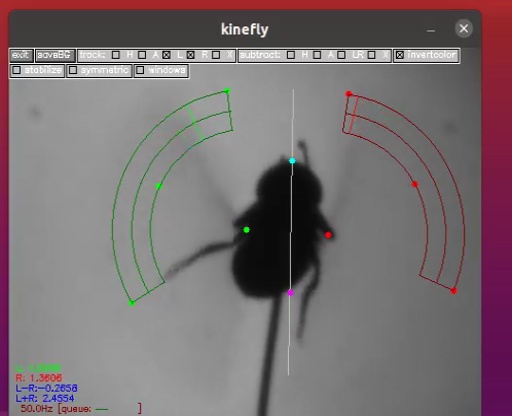 kinefly
exit saveBG track: H A L R X subtract: H A LR X invertcolor
stabilize symmetric windows
R: 1.3606
L-R:-0.2658
L+R: 2.4554
50.0Hz [queue: ]